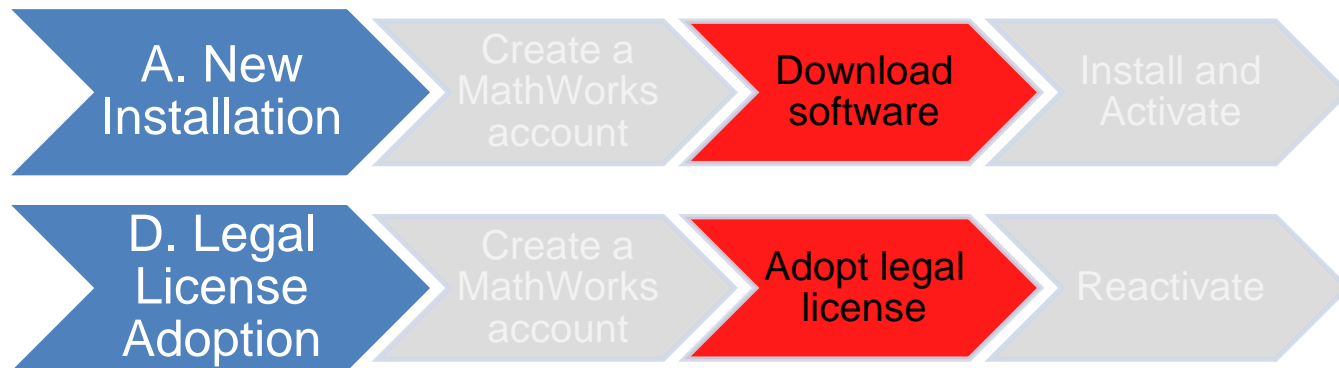 A. New
Installation
Create a
MathWorks
account
Download
software
Install and
Activate
D. Legal
License
Adoption
Create a
MathWorks
account
Adopt legal
license
Reactivate